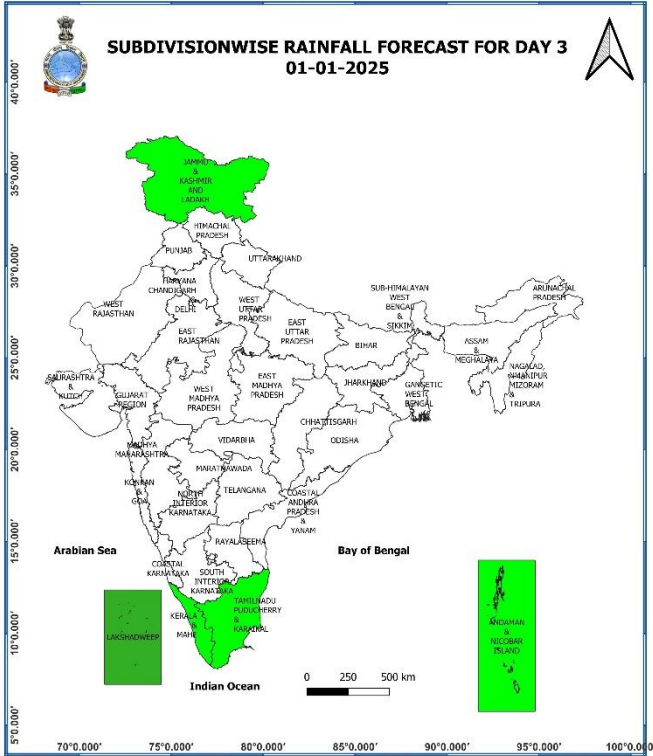 SUBDIVISIONWISE RAINFALL FORECAST FOR DAY 3
01-01-2025
40°0.000'
35°0.000'
30°0.000'
25°0.000'
20°0.000'
15°0.000'
10°0.000'
5°0.000'
JAMMU
&
KASHMIR
AND
LADAKH
HIMACHAL
PRADESH
PUNJAB
UTTARAKHAND
HARYANA
CHANDIGARH
&
DELHI
WEST
RAJASTHAN
WEST
UTTAR
PRADESH
EAST
RAJASTHAN
EAST
UTTAR
PRADESH
SUB-HIMALAYAN
WEST
BENGAL
&
SIKKIM
ARUNACHAL
PRADESH
BIHAR
ASSAM
&
MEGHALAYA
NAGALAD,
MANIPUR
MIZORAM
&
TRIPURA
SAURASHTRA
&
KUTCH
GUJARAT
REGION
WEST
MADHYA
PRADESH
EAST
MADHYA
PRADESH
JHARKHAND
GANGETIC
WEST
BENGAL
CHHATTISGARH
ODISHA
VIDARBHA
MADHYA
MAHARASHTRA
MARATHAWADA
KONKAN
&
GOA
NORTH
INTERIOR
KARNATAKA
TELANGANA
COASTAL
ANDHRA
PRADESH
&
YANAM
RAYALASEEMA
Arabian Sea
Bay of Bengal
COASTAL
KARNATAKA
SOUTH
INTERIOR
KARNATAKA
TAMILNADU
PUDUCHERRY
&
KARAIKAL
KERALA
&
MAHE
LAKSHADWEEP
ANDAMAN
&
NICOBAR
ISLAND
Indian Ocean
0 250 500 km
70°0.000' 75°0.000' 80°0.000' 85°0.000' 90°0.000' 95°0.000' 100°0.000'